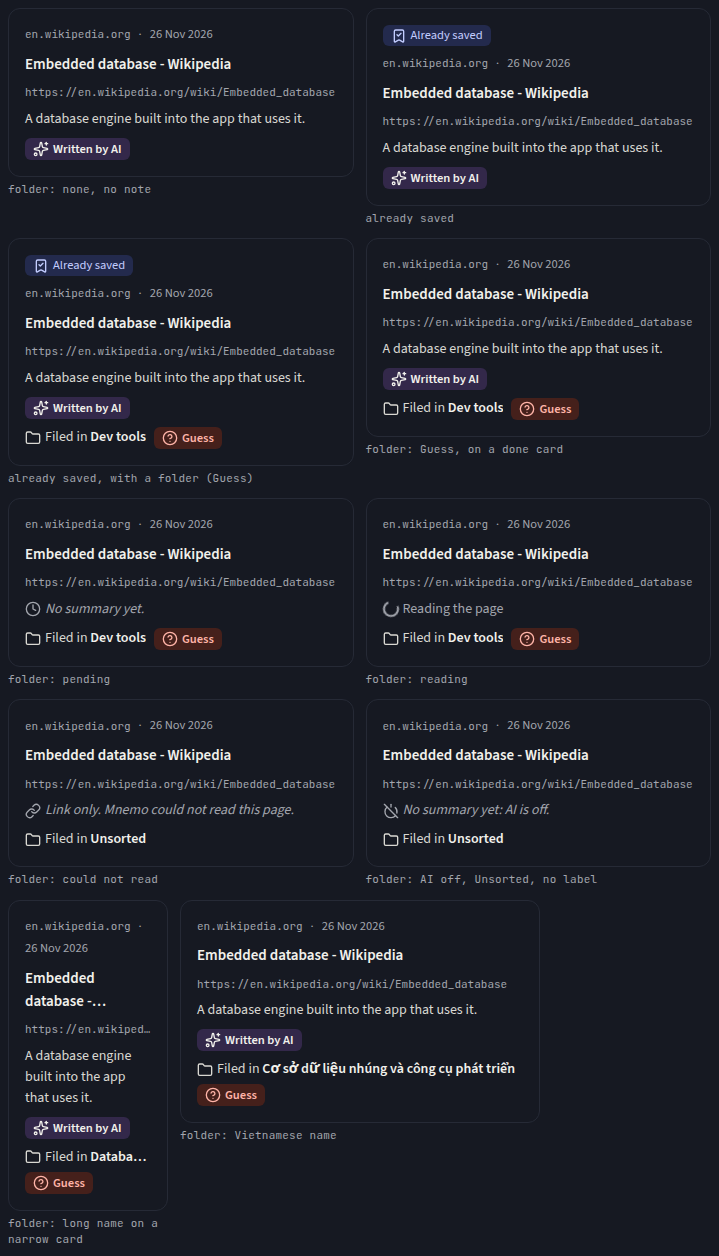 en.wikipedia.org · 26 Nov 2026
Embedded database - Wikipedia
https://en.wikipedia.org/wiki/Embedded_database
A database engine built into the app that uses it.
Written by AI
folder: none, no note
Already saved
en.wikipedia.org · 26 Nov 2026
Embedded database - Wikipedia
https://en.wikipedia.org/wiki/Embedded_database
A database engine built into the app that uses it.
Written by AI
already saved
Already saved
en.wikipedia.org · 26 Nov 2026
Embedded database - Wikipedia
https://en.wikipedia.org/wiki/Embedded_database
A database engine built into the app that uses it.
Written by AI
Filed in Dev tools Guess
already saved, with a folder (Guess)
en.wikipedia.org · 26 Nov 2026
Embedded database - Wikipedia
https://en.wikipedia.org/wiki/Embedded_database
A database engine built into the app that uses it.
Written by AI
Filed in Dev tools Guess
folder: Guess, on a done card
en.wikipedia.org · 26 Nov 2026
Embedded database - Wikipedia
https://en.wikipedia.org/wiki/Embedded_database
No summary yet.
Filed in Dev tools Guess
folder: pending
en.wikipedia.org · 26 Nov 2026
Embedded database - Wikipedia
https://en.wikipedia.org/wiki/Embedded_database
Reading the page
Filed in Dev tools Guess
folder: reading
en.wikipedia.org · 26 Nov 2026
Embedded database - Wikipedia
https://en.wikipedia.org/wiki/Embedded_database
Link only. Mnemo could not read this page.
Filed in Unsorted
folder: could not read
en.wikipedia.org · 26 Nov 2026
Embedded database - Wikipedia
https://en.wikipedia.org/wiki/Embedded_database
No summary yet: AI is off.
Filed in Unsorted
folder: AI off, Unsorted, no label
en.wikipedia.org ·
26 Nov 2026
Embedded
database -...
https://en.wikiped…
A database engine
built into the app
that uses it.
Written by AI
Filed in Databa...
Guess
folder: long name on a
narrow card
en.wikipedia.org · 26 Nov 2026
Embedded database - Wikipedia
https://en.wikipedia.org/wiki/Embedded_database
A database engine built into the app that uses it.
Written by AI
Filed in Cơ sở dữ liệu nhúng và công cụ phát triển
Guess
folder: Vietnamese name